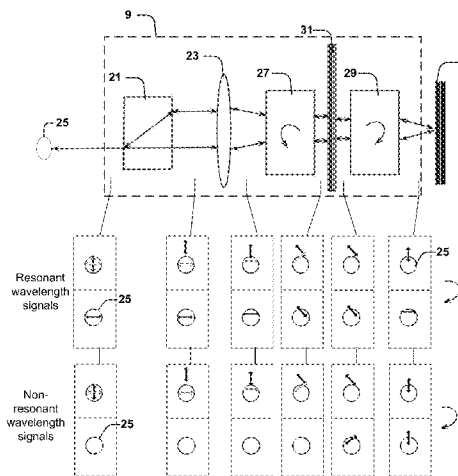 9
31
21
23
27
29
25
Resonant
wavelength
signals
25
25
Non-
resonant
wavelength
signals
25